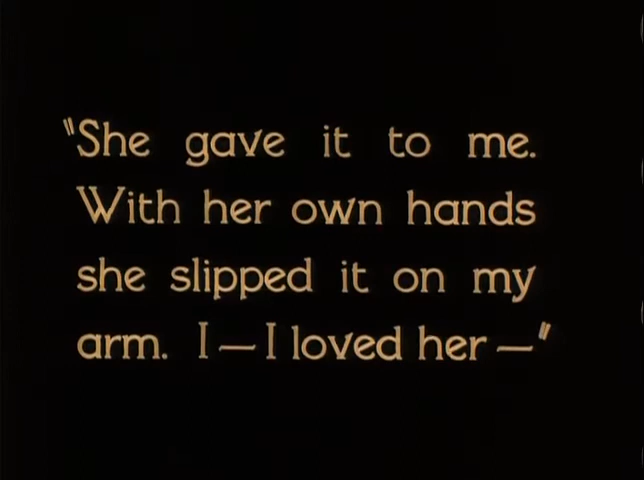 "She gave it to me.
With her own hands
she slipped it on my
arm. I—I loved her—"